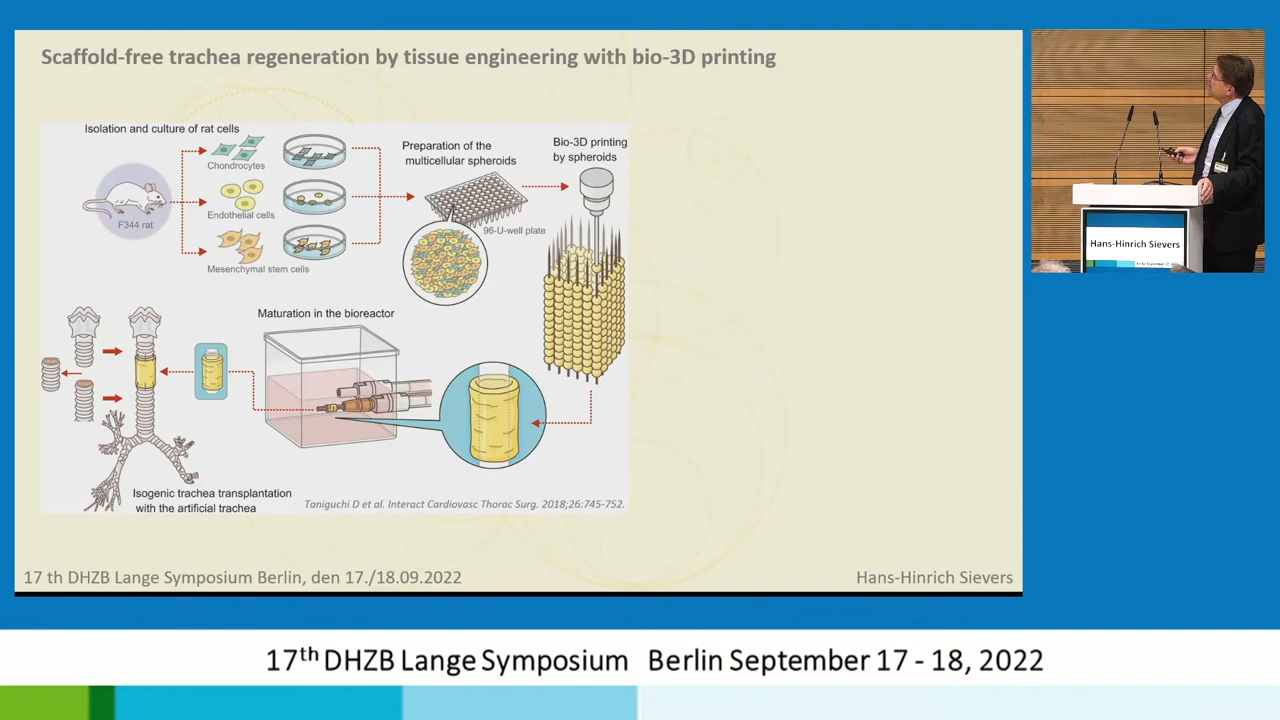 Scaffold-free trachea regeneration by tissue engineering with bio-3D printing
Isolation and culture of rat cells
Chondrocytes
F344 rat
Endothelial cells
Mesenchymal stem cells
Preparation of the
multicellular spheroids
96-U-well plate
Bio-3D printing
by spheroids
Maturation in the bioreactor
Isogenic trachea transplantation
with the artificial trachea
Taniguchi D et al. Interact Cardiovasc Thorac Surg. 2018;26:745-752.
17 th DHZB Lange Symposium Berlin, den 17./18.09.2022
Hans-Hinrich Sievers
Hans-Hinrich Sievers
17th DHZB Lange Symposium Berlin September 17 - 18, 2022